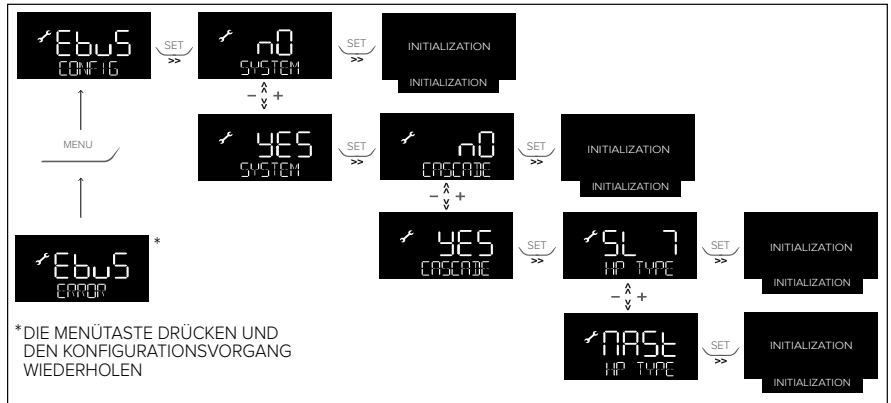 EbuS
CONFIG
SET
>>
nO
SYSTEM
SET
>>
INITIALIZATION
INITIALIZATION
- +
MENU
YES
SYSTEM
SET
>>
nO
CASCADE
SET
>>
INITIALIZATION
INITIALIZATION
- +
EbuS
ERROR
*
YES
CASCADE
SET
>>
SL 7
HP TYPE
SET
>>
INITIALIZATION
INITIALIZATION
- +
MASt
HP TYPE
SET
>>
INITIALIZATION
INITIALIZATION
*DIE MENÜTASTE DRÜCKEN UND
DEN KONFIGURATIONSVORGANG
WIEDERHOLEN